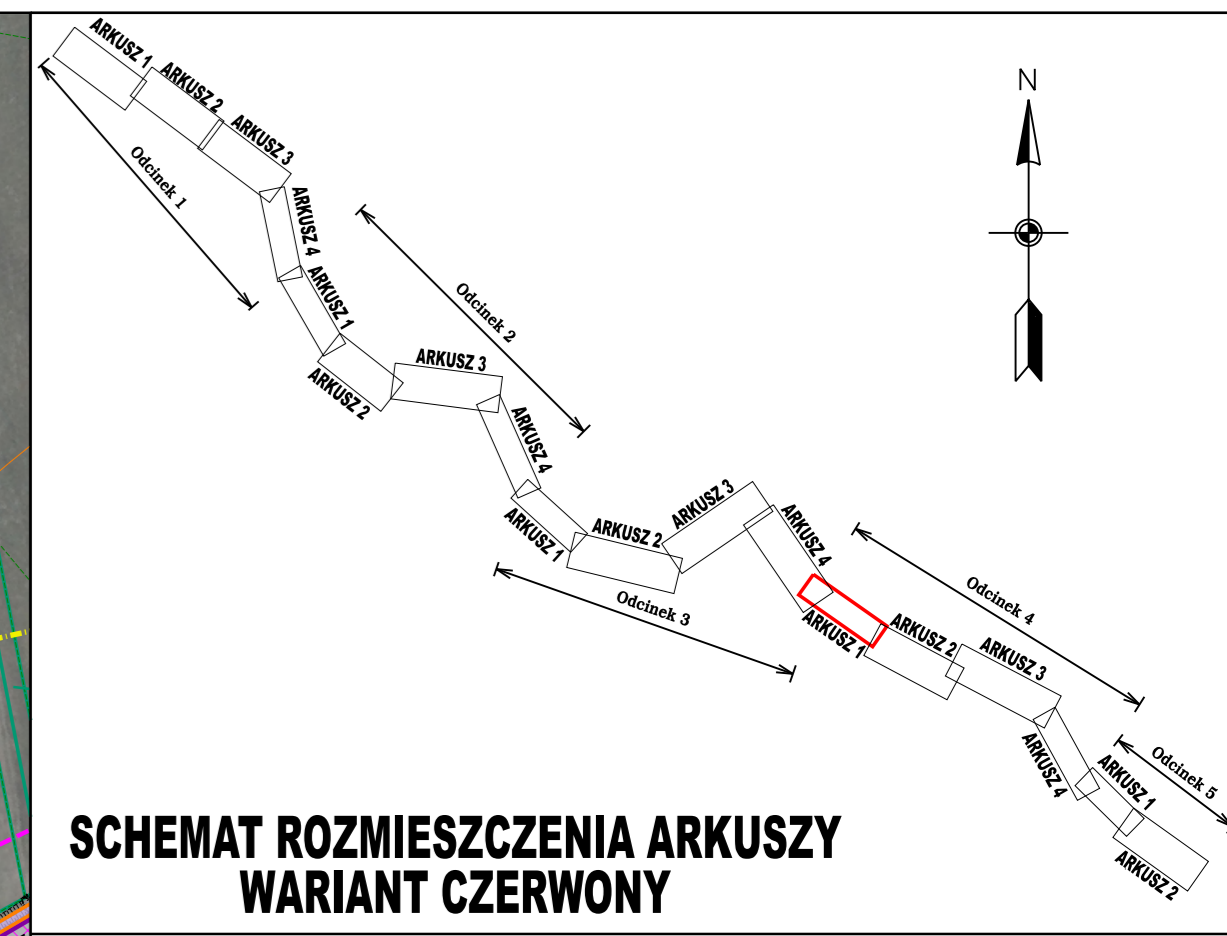 ARKUSZ 1
ARKUSZ 2
ARKUSZ 3
ARKUSZ 4
Odcinek 1
N
ARKUSZ 1
ARKUSZ 2
ARKUSZ 3
ARKUSZ 4
Odcinek 2
ARKUSZ 1
ARKUSZ 2
ARKUSZ 3
ARKUSZ 4
Odcinek 3
ARKUSZ 1
ARKUSZ 2
ARKUSZ 3
ARKUSZ 4
Odcinek 4
ARKUSZ 1
ARKUSZ 2
Odcinek 5
SCHEMAT ROZMIESZCZENIA ARKUSZY
WARIANT CZERWONY